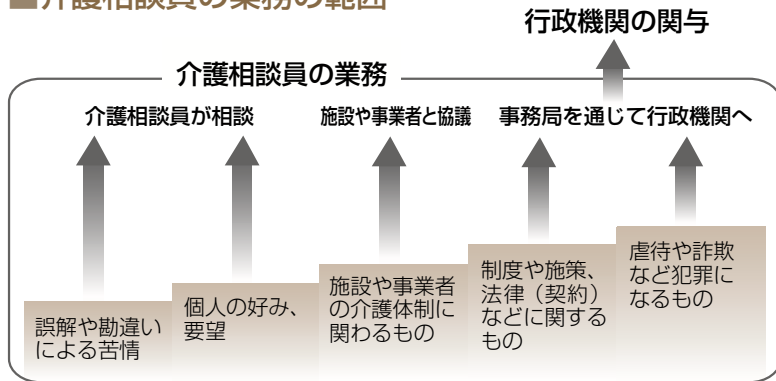 ■介護相談員の業務の範囲
行政機関の関与
介護相談員の業務
介護相談員が相談
施設や事業者と協議
事務局を通じて行政機関へ
誤解や勘違い
による苦情
個人の好み、
要望
施設や事業者
の介護体制に
関わるもの
制度や施策、
法律（契約）
などに関する
もの
虐待や詐欺
など犯罪に
なるもの